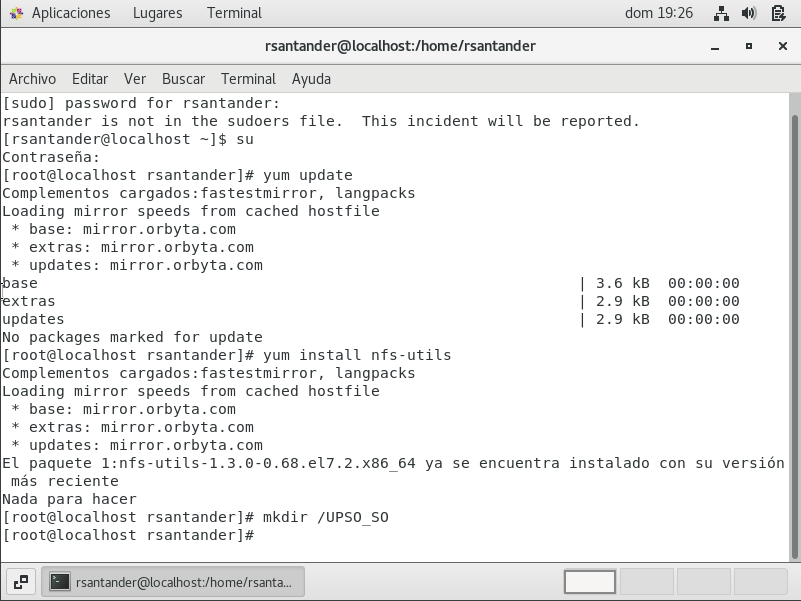 Aplicaciones Lugares Terminal dom 19:26
rsantander@localhost:/home/rsantander
Archivo Editar Ver Buscar Terminal Ayuda
[sudo] password for rsantander:
rsantander is not in the sudoers file.  This incident will be reported.
[rsantander@localhost ~]$ su
Contraseña:
[root@localhost rsantander]# yum update
Complementos cargados:fastestmirror, langpacks
Loading mirror speeds from cached hostfile
 * base: mirror.orbyta.com
 * extras: mirror.orbyta.com
 * updates: mirror.orbyta.com
base                                                            | 3.6 kB  00:00:00
extras                                                          | 2.9 kB  00:00:00
updates                                                         | 2.9 kB  00:00:00
No packages marked for update
[root@localhost rsantander]# yum install nfs-utils
Complementos cargados:fastestmirror, langpacks
Loading mirror speeds from cached hostfile
 * base: mirror.orbyta.com
 * extras: mirror.orbyta.com
 * updates: mirror.orbyta.com
El paquete 1:nfs-utils-1.3.0-0.68.el7.2.x86_64 ya se encuentra instalado con su versión
 más reciente
Nada para hacer
[root@localhost rsantander]# mkdir /UPSO_SO
[root@localhost rsantander]#
rsantander@localhost:/home/rsanta...